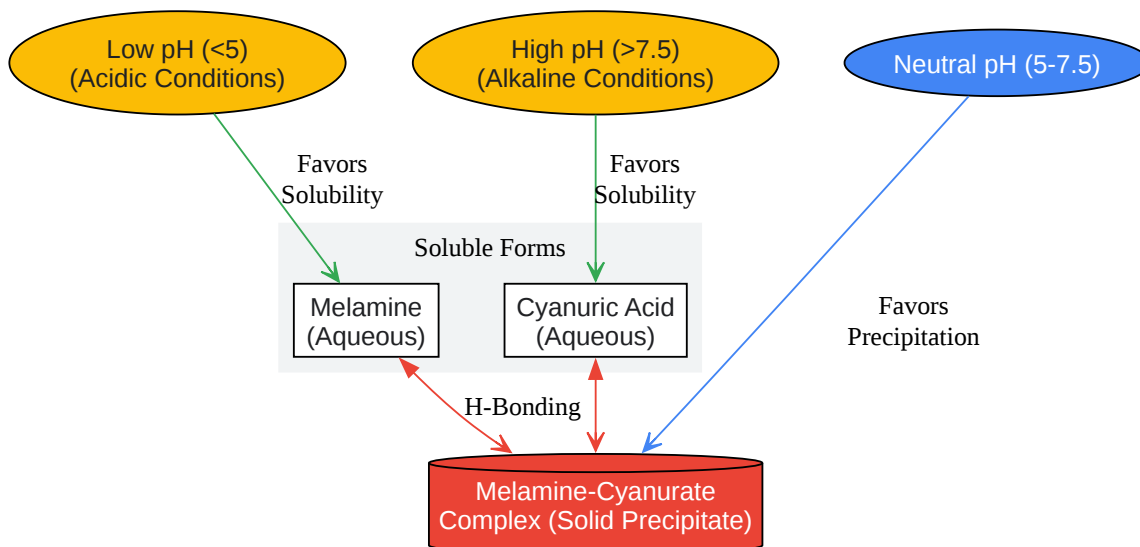 Low pH (<5)
(Acidic Conditions)
High pH (>7.5)
(Alkaline Conditions)
Neutral pH (5-7.5)
Favors
Solubility
Favors
Solubility
Soluble Forms
Melamine
(Aqueous)
Cyanuric Acid
(Aqueous)
Favors
Precipitation
H-Bonding
Melamine-Cyanurate
Complex (Solid Precipitate)